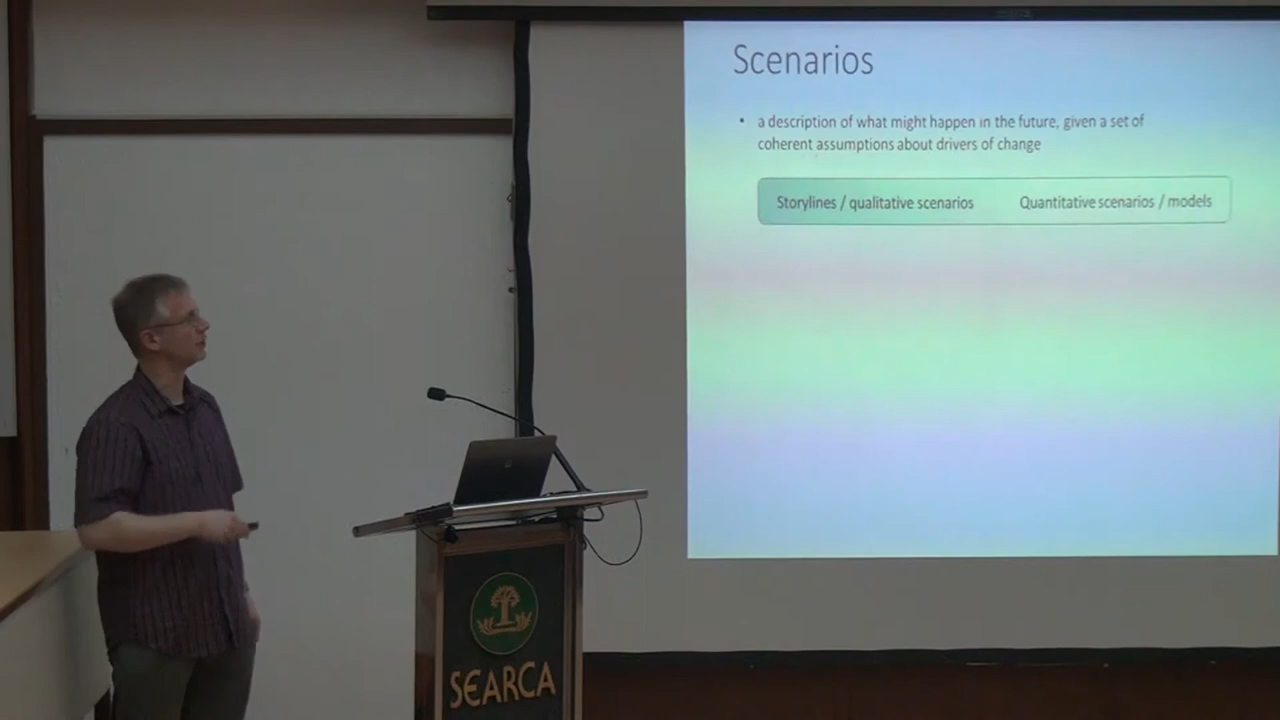 Scenarios
• a description of what might happen in the future, given a set of
coherent assumptions about drivers of change
Storylines / qualitative scenarios Quantitative scenarios / models
SEARCA